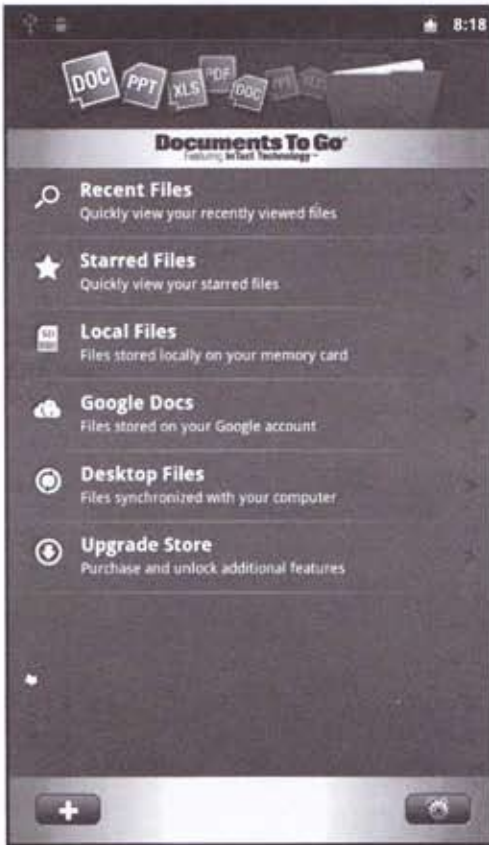 8:18
DOC PPT XLS PDF DOC PPT XLS
Documents To Go®
Featuring InTact Technology™
Recent Files
Quickly view your recently viewed files
Starred Files
Quickly view your starred files
Local Files
Files stored locally on your memory card
Google Docs
Files stored on your Google account
Desktop Files
Files synchronized with your computer
Upgrade Store
Purchase and unlock additional features